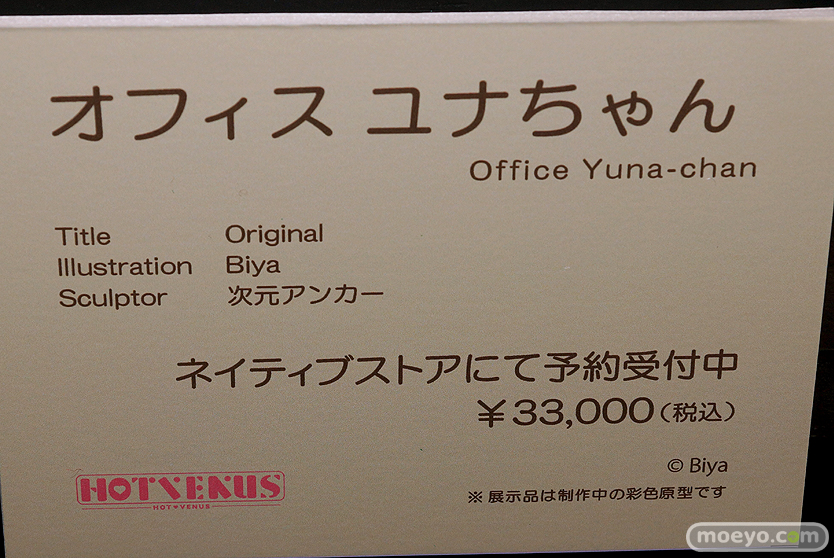 オフィス ユナちゃん
Office Yuna-chan
Title Original
Illustration Biya
Sculptor 次元アンカー
ネイティブストアにて予約受付中
¥33,000(税込)
© Biya
HOTVENUS
HOT♥VENUS
※展示品は制作中の彩色原型です
moeyo.com